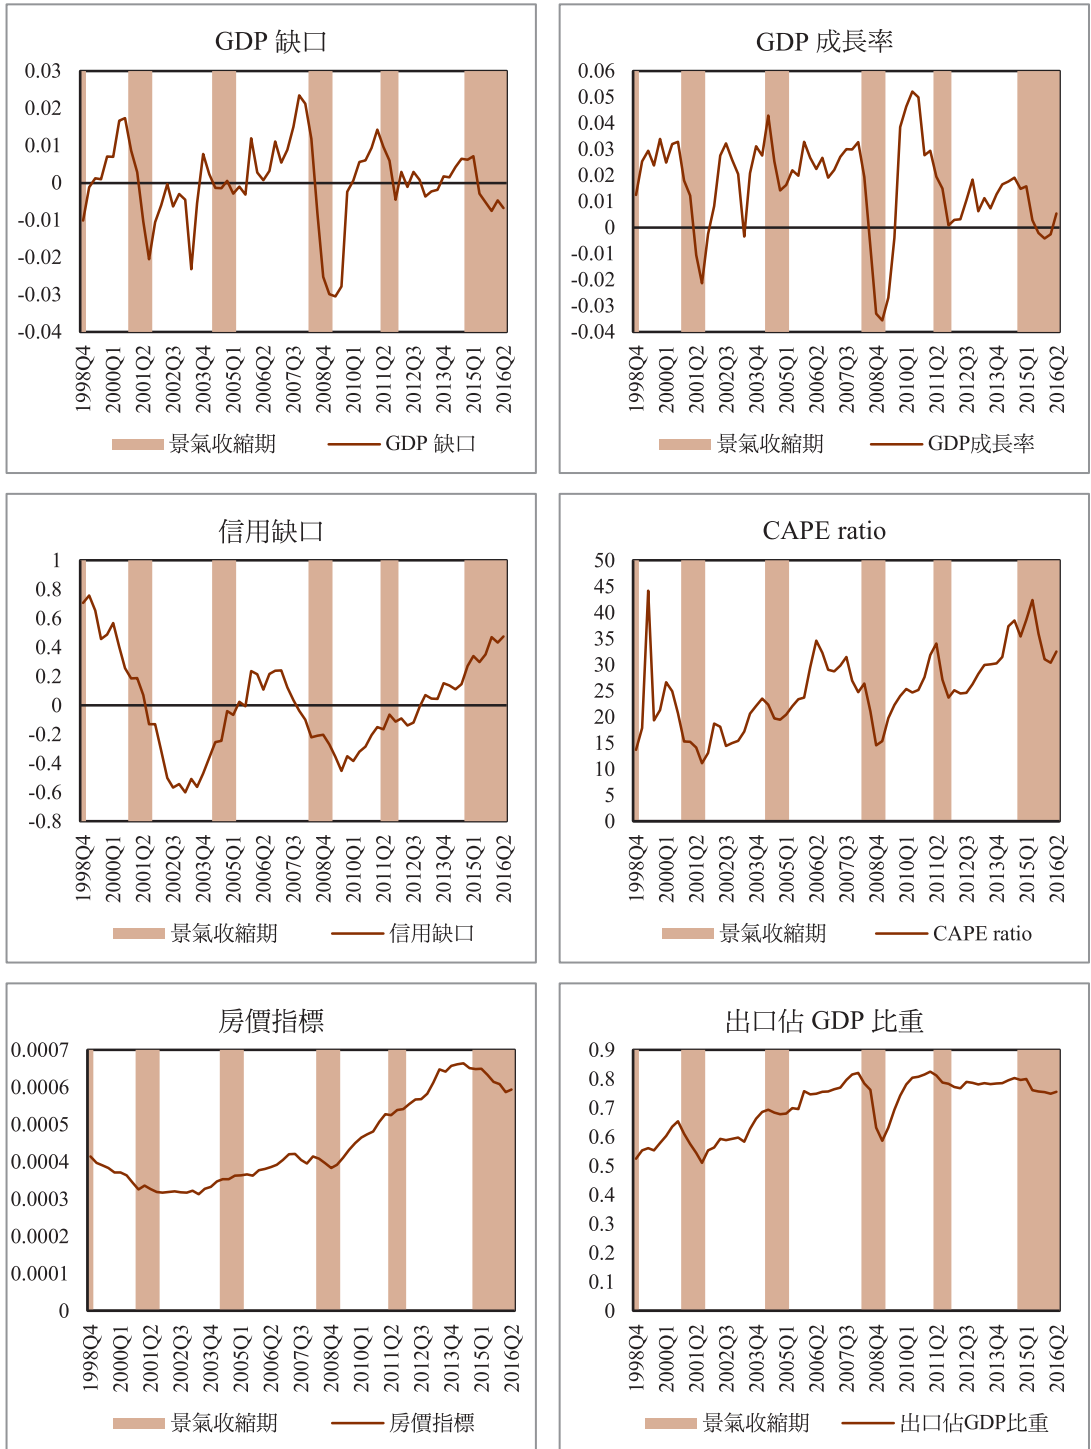 GDP 缺口
0.03
0.02
0.01
0
-0.01
-0.02
-0.03
-0.04
1998Q4
2000Q1
2001Q2
2002Q3
2003Q4
2005Q1
2006Q2
2007Q3
2008Q4
2010Q1
2011Q2
2012Q3
2013Q4
2015Q1
2016Q2
景氣收縮期 GDP 缺口
GDP 成長率
0.06
0.05
0.04
0.03
0.02
0.01
0
-0.01
-0.02
-0.03
-0.04
1998Q4
2000Q1
2001Q2
2002Q3
2003Q4
2005Q1
2006Q2
2007Q3
2008Q4
2010Q1
2011Q2
2012Q3
2013Q4
2015Q1
2016Q2
景氣收縮期 GDP成長率
信用缺口
1
0.8
0.6
0.4
0.2
0
-0.2
-0.4
-0.6
-0.8
1998Q4
2000Q1
2001Q2
2002Q3
2003Q4
2005Q1
2006Q2
2007Q3
2008Q4
2010Q1
2011Q2
2012Q3
2013Q4
2015Q1
2016Q2
景氣收縮期 信用缺口
CAPE ratio
50
45
40
35
30
25
20
15
10
5
0
1998Q4
2000Q1
2001Q2
2002Q3
2003Q4
2005Q1
2006Q2
2007Q3
2008Q4
2010Q1
2011Q2
2012Q3
2013Q4
2015Q1
2016Q2
景氣收縮期 CAPE ratio
房價指標
0.0007
0.0006
0.0005
0.0004
0.0003
0.0002
0.0001
0
1998Q4
2000Q1
2001Q2
2002Q3
2003Q4
2005Q1
2006Q2
2007Q3
2008Q4
2010Q1
2011Q2
2012Q3
2013Q4
2015Q1
2016Q2
景氣收縮期 房價指標
出口佔 GDP 比重
0.9
0.8
0.7
0.6
0.5
0.4
0.3
0.2
0.1
0
1998Q4
2000Q1
2001Q2
2002Q3
2003Q4
2005Q1
2006Q2
2007Q3
2008Q4
2010Q1
2011Q2
2012Q3
2013Q4
2015Q1
2016Q2
景氣收縮期 出口佔GDP比重